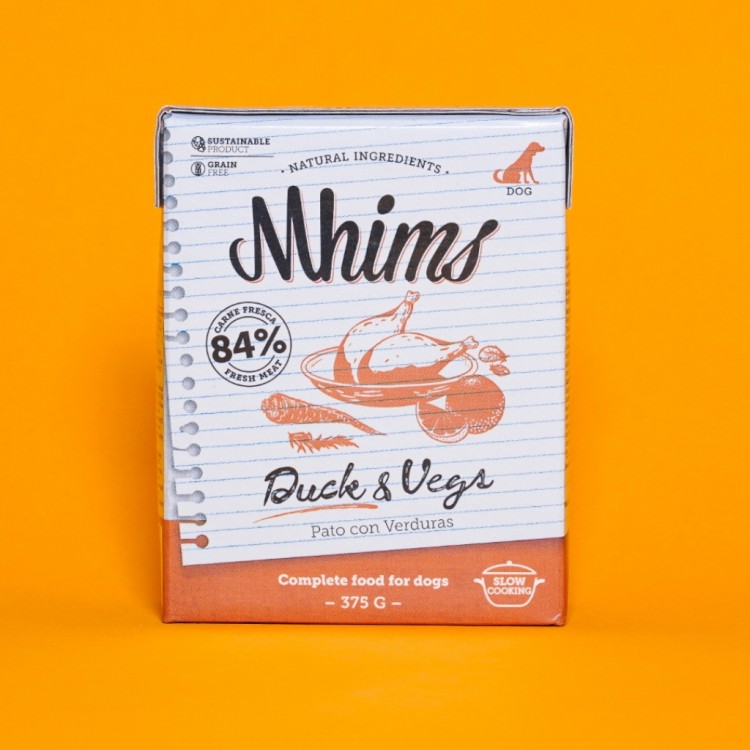 SUSTAINABLE
PRODUCT
GRAIN
FREE
· NATURAL INGREDIENTS ·
DOG
Mhims
CARNE FRESCA
84%
FRESH MEAT
Duck & Vegs
Pato con Verduras
Complete food for dogs
– 375 G –
SLOW
COOKING